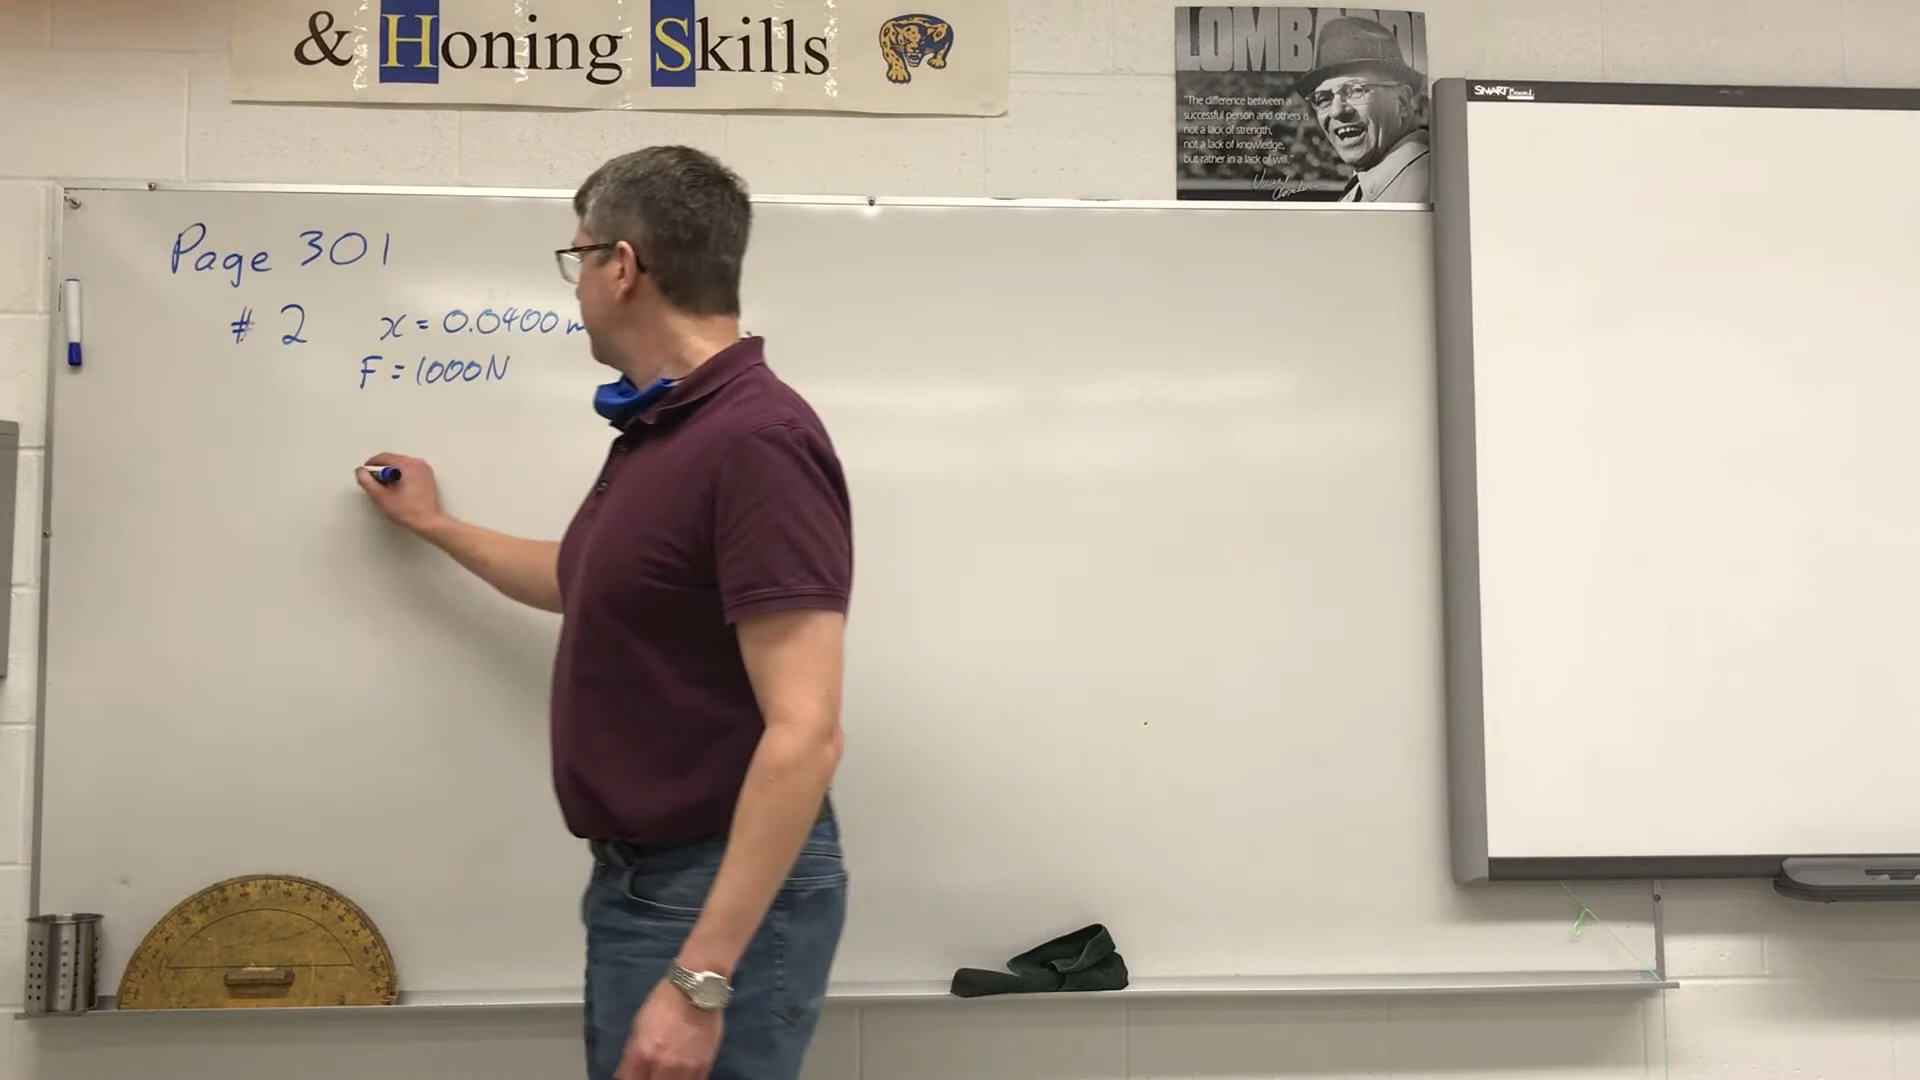 & Honing Skills
LOMBARDI
"The difference between a
successful person and others is
not a lack of strength,
not a lack of knowledge,
but rather in a lack of will."
SMART Board
Page 301
# 2 x = 0.0400 m
F = 1000N